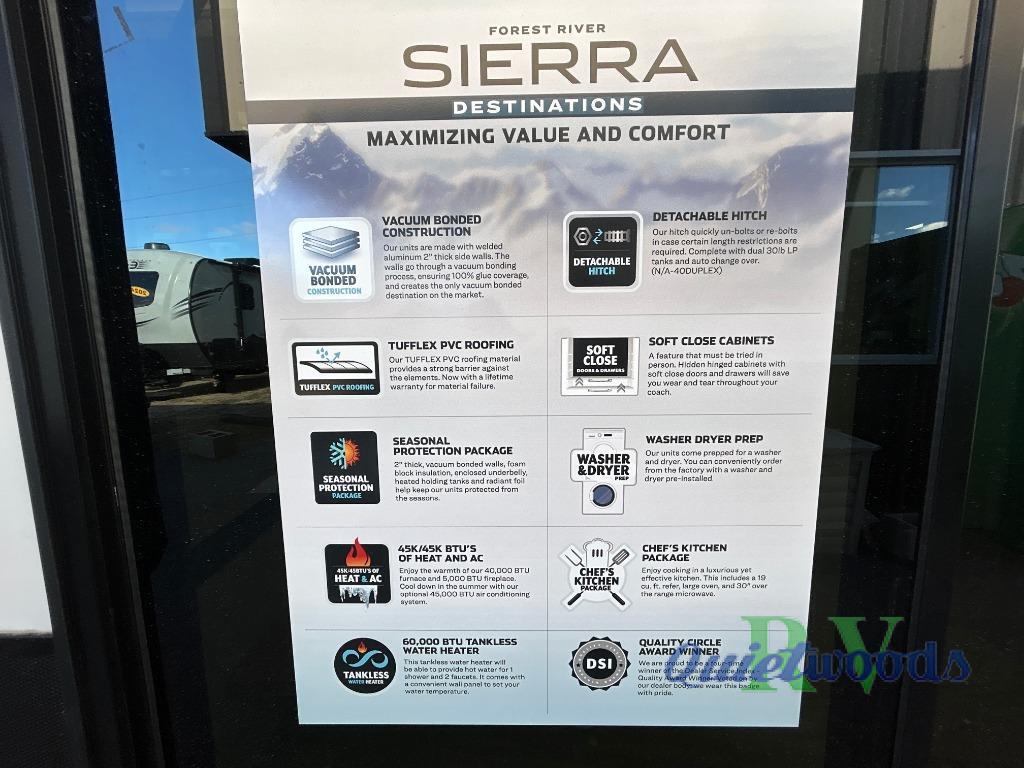 FOREST RIVER
SIERRA
DESTINATIONS
MAXIMIZING VALUE AND COMFORT
VACUUM
BONDED
CONSTRUCTION
VACUUM BONDED
CONSTRUCTION
Our units are made with welded
aluminum 2" thick side walls. The
walls go through a vacuum bonding
process, ensuring 100% glue coverage,
and creates the only vacuum bonded
destination on the market.
DETACHABLE
HITCH
DETACHABLE HITCH
Our hitch quickly un-bolts or re-bolts
in case certain length restrictions are
required. Complete with dual 30lb LP
tanks and auto change over.
(N/A-40DUPLEX)
TUFFLEX PVC ROOFING
TUFFLEX PVC ROOFING
Our TUFFLEX PVC roofing material
provides a strong barrier against
the elements. Now with a lifetime
warranty for material failure.
SOFT
CLOSE
DOORS & DRAWERS
SOFT CLOSE CABINETS
A feature that must be tried in
person. Hidden hinged cabinets with
soft close doors and drawers will save
you wear and tear throughout your
coach.
SEASONAL
PROTECTION
PACKAGE
SEASONAL
PROTECTION PACKAGE
2" thick, vacuum bonded walls, foam
block insulation, enclosed underbelly,
heated holding tanks and radiant foil
help keep our units protected from
the seasons.
WASHER
&DRYER
PREP
WASHER DRYER PREP
Our units come prepped for a washer
and dryer. You can conveniently order
from the factory with a washer and
dryer pre-installed.
45K/45BTU'S OF
HEAT & AC
45K/45K BTU'S
OF HEAT AND AC
Enjoy the warmth of our 40,000 BTU
furnace and 5,000 BTU fireplace.
Cool down in the summer with our
optional 45,000 BTU air conditioning
system.
CHEF'S
KITCHEN
PACKAGE
CHEF'S KITCHEN
PACKAGE
Enjoy cooking in a luxurious yet
effective kitchen. This includes a 19
cu. ft. refer, large oven, and 30" over
the range microwave.
TANKLESS
WATER HEATER
60,000 BTU TANKLESS
WATER HEATER
This tankless water heater will
be able to provide hot water for 1
shower and 2 faucets. It comes with
a convenient wall panel to set your
water temperature.
DSI
QUALITY CIRCLE
AWARD WINNER
We are proud to be a four-time
winner of the Dealer Service Index
Quality Award Winner! Voted on by
our dealer body, we wear this badge
with pride.
RV
Quietwoods